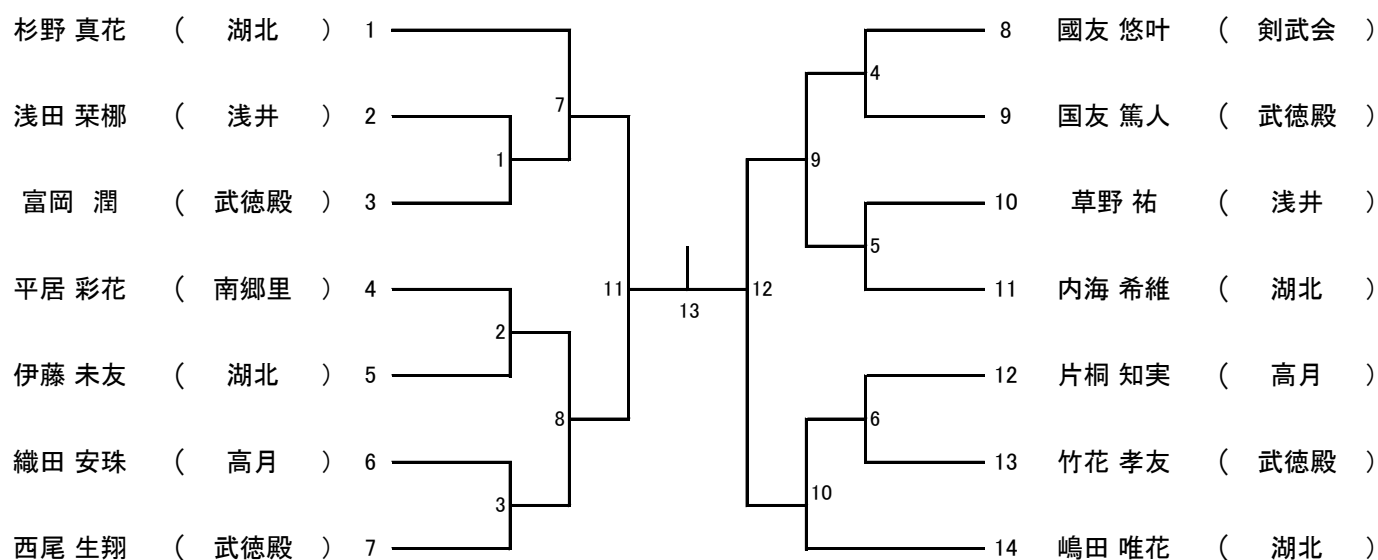 杉野 真花 ( 湖北 ) 1
浅田 栞梛 ( 浅井 ) 2
富岡 潤 ( 武徳殿 ) 3
平居 彩花 ( 南郷里 ) 4
伊藤 未友 ( 湖北 ) 5
織田 安珠 ( 高月 ) 6
西尾 生翔 ( 武徳殿 ) 7
7
1
11
2
8
3
13
8 國友 悠叶 ( 剣武会 )
9 国友 篤人 ( 武徳殿 )
10 草野 祐 ( 浅井 )
11 内海 希維 ( 湖北 )
12 片桐 知実 ( 高月 )
13 竹花 孝友 ( 武徳殿 )
14 嶋田 唯花 ( 湖北 )
4
9
5
12
6
10